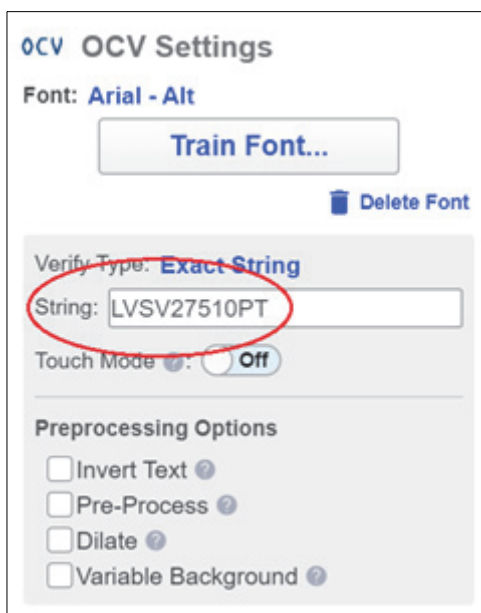 OCV OCV Settings
Font: Arial - Alt
Train Font...
Delete Font
Verify Type: Exact String
String: LVSV27510PT
Touch Mode ?: Off
Preprocessing Options
Invert Text ?
Pre-Process ?
Dilate ?
Variable Background ?